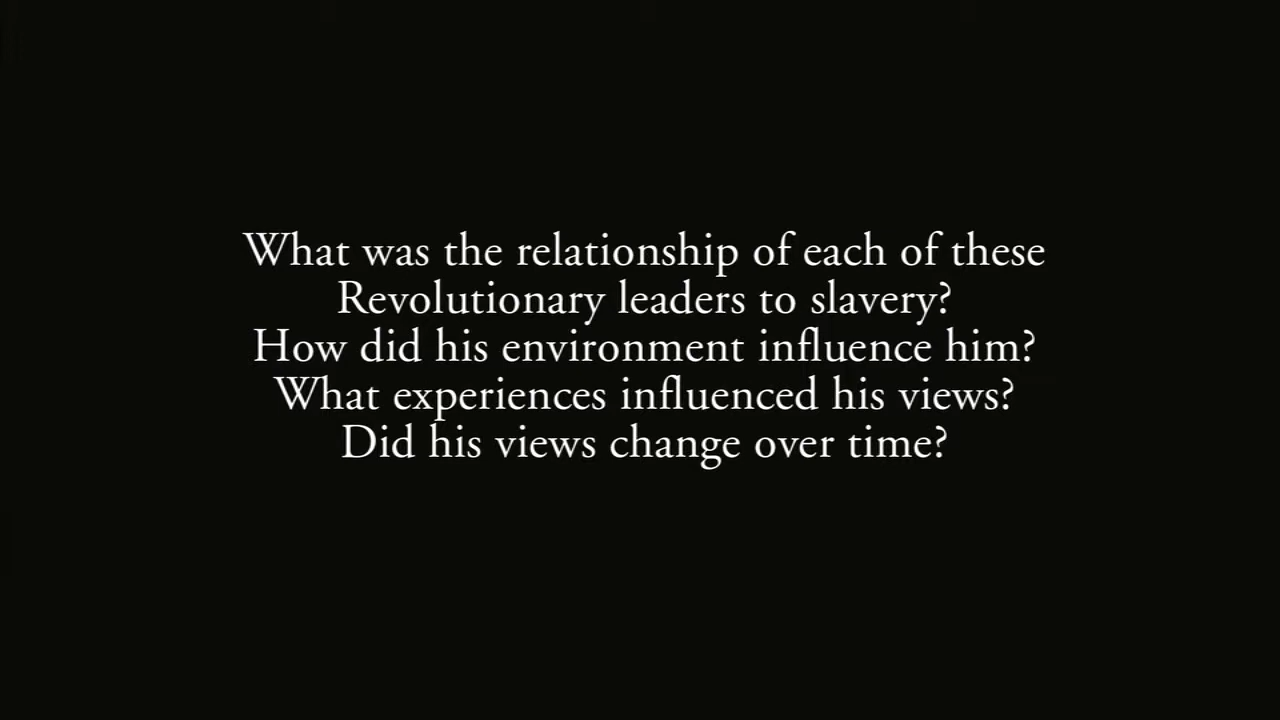 What was the relationship of each of these
Revolutionary leaders to slavery?
How did his environment influence him?
What experiences influenced his views?
Did his views change over time?